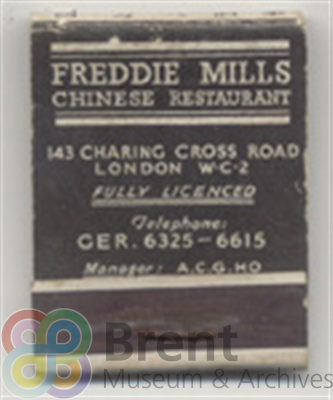 FREDDIE MILLS
CHINESE RESTAURANT
143 CHARING CROSS ROAD
LONDON W·C·2
FULLY LICENCED
Telephone:
GER. 6325-6615
Manager: A.C.G.HO
Brent
Museum & Archives